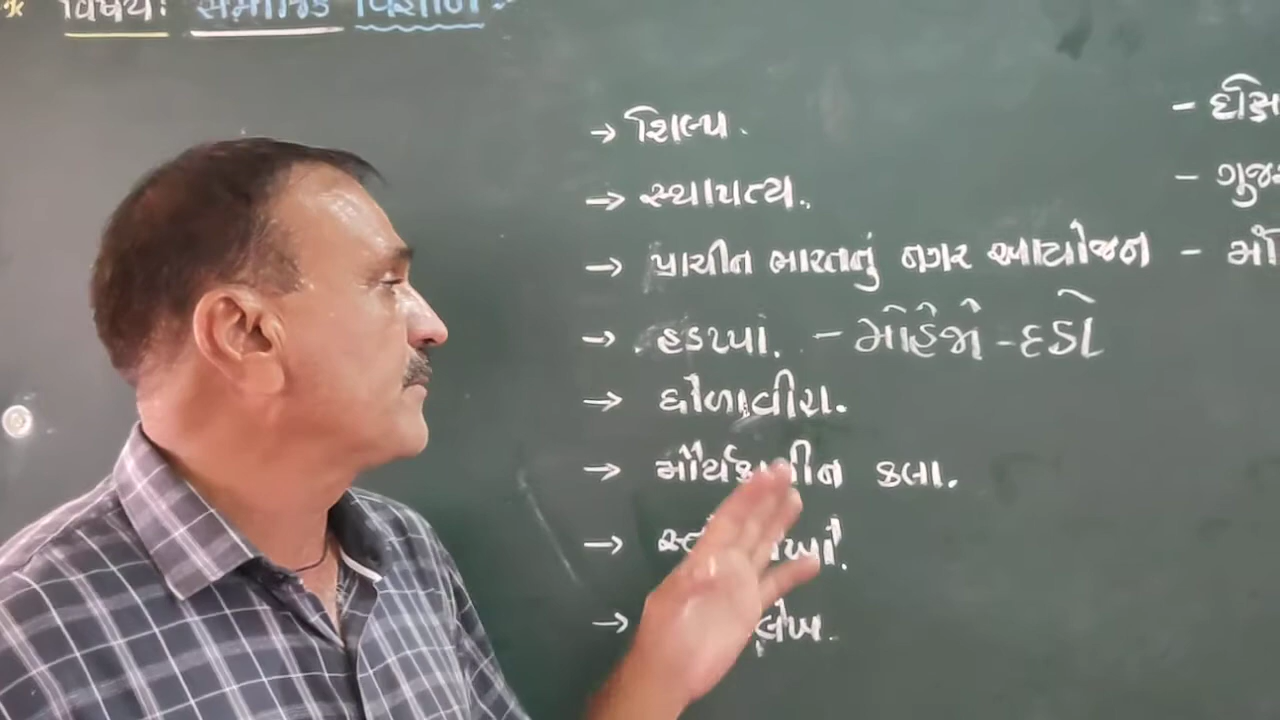 * વિષય: સમાજિક વિજ્ઞાન:-
→ શિલ્પ.
→ સ્થાપત્ય.
→ પ્રાચીન ભારતનું નગર આયોજન -
→ હડપ્પા. - મોહેંજો - દડો
→ ધોળાવીરા.
→ મૌર્યકાલીન કલા.
→
→ લેખ.